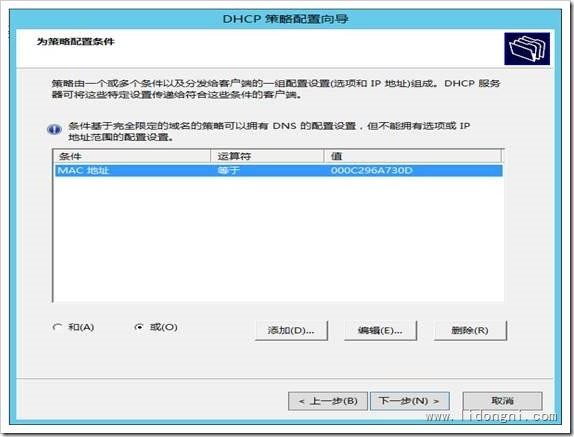 DHCP 策略配置向导
为策略配置条件
策略由一个或多个条件以及分发给客户端的一组配置设置(选项和 IP 地址)组成。DHCP 服务
器可将这些特定设置传递给符合这些条件的客户端。
条件基于完全限定的域名的策略可以拥有 DNS 的配置设置，但不能拥有选项或 IP
地址范围的配置设置。
条件 运算符 值
MAC 地址 等于 000C296A730D
和(A) 或(O) 添加(D)... 编辑(E)... 删除(R)
< 上一步(B) 下一步(N) > 取消
www.lidongni.com